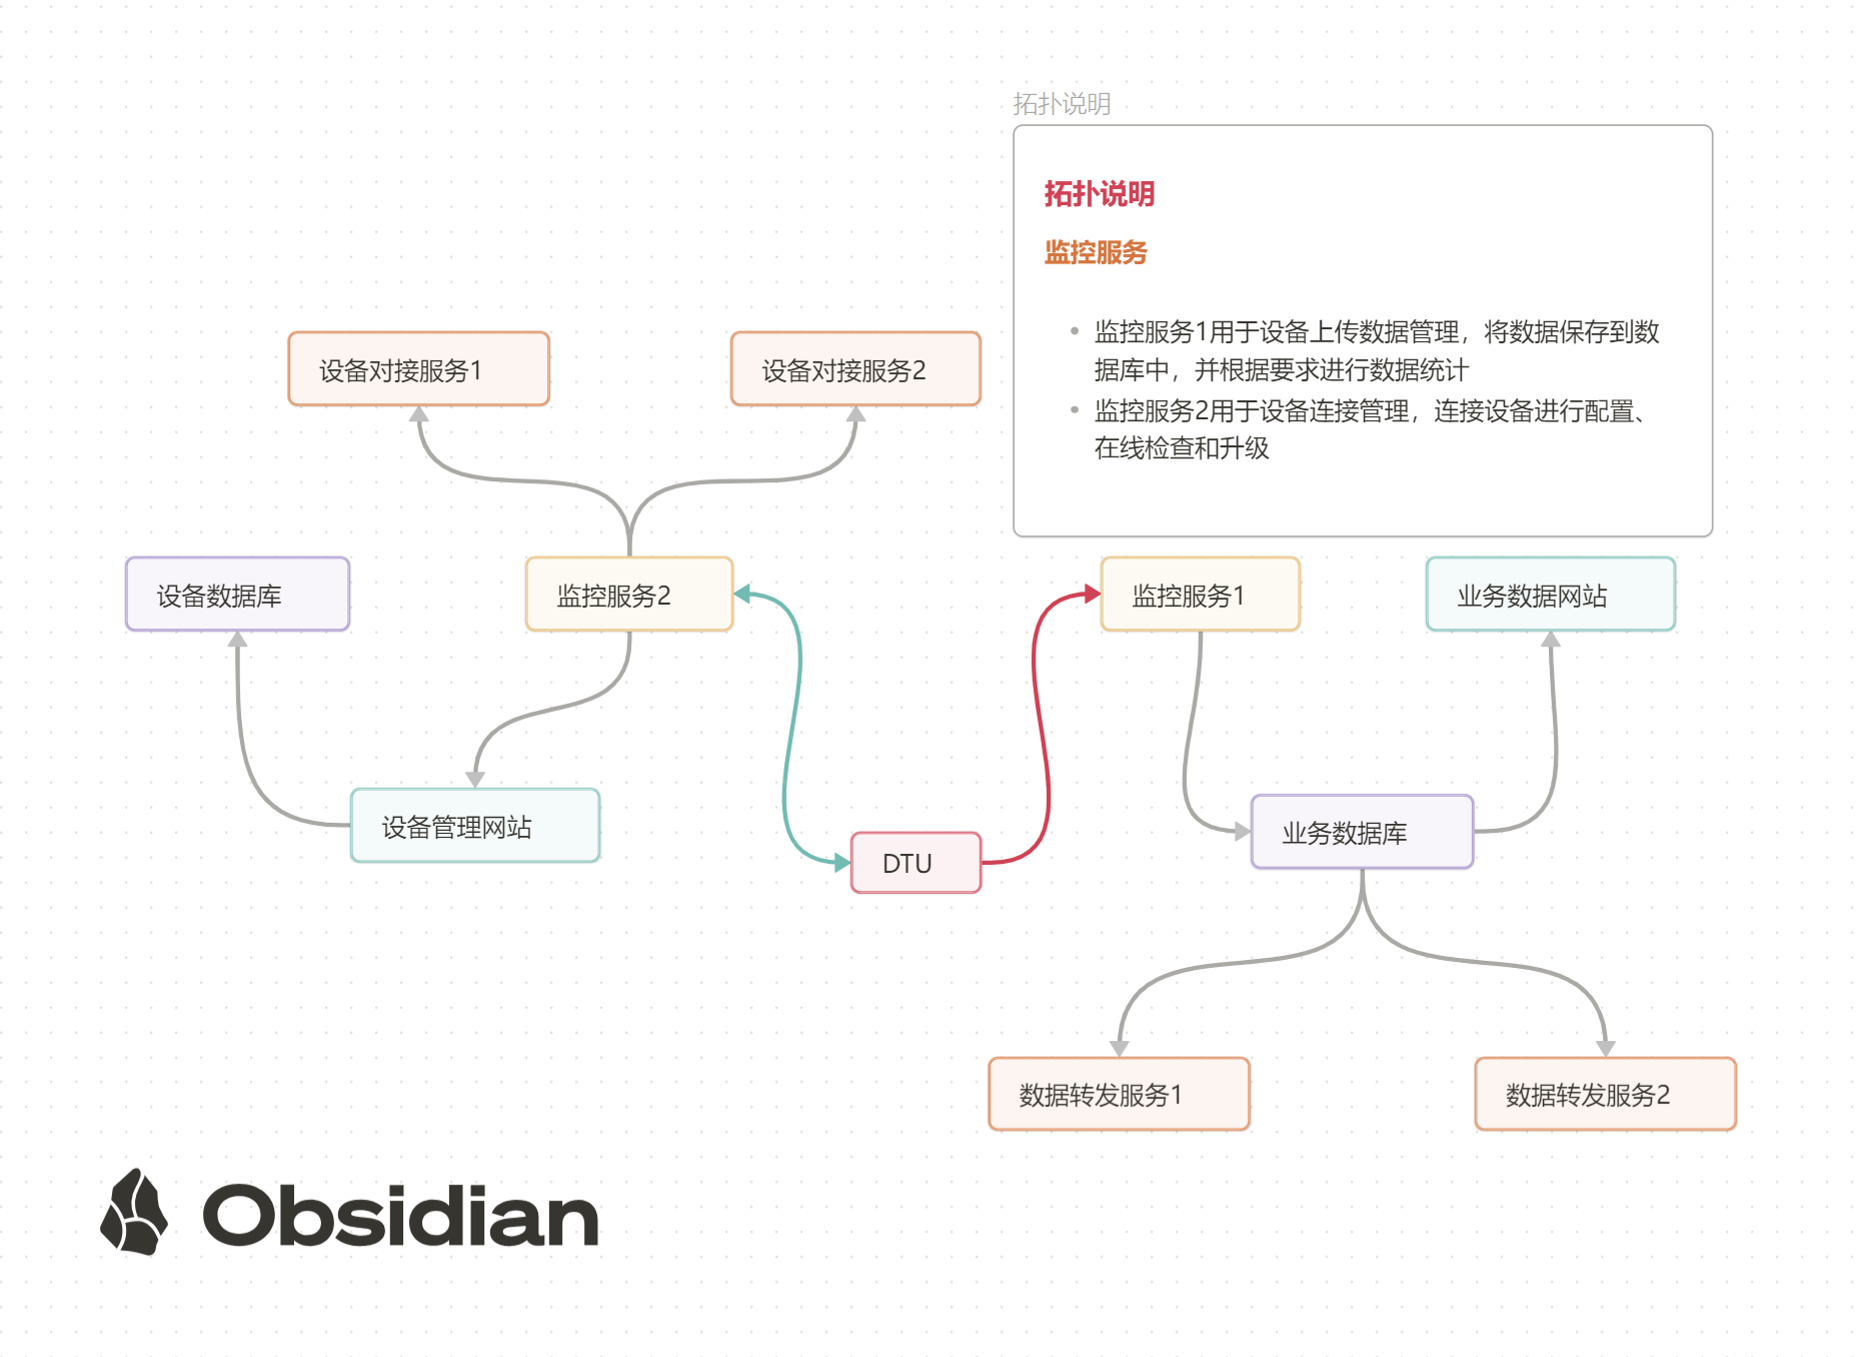 拓扑说明
拓扑说明
监控服务
监控服务1用于设备上传数据管理，将数据保存到数
据库中，并根据要求进行数据统计
监控服务2用于设备连接管理，连接设备进行配置、
在线检查和升级
设备对接服务1
设备对接服务2
设备数据库
监控服务2
监控服务1
业务数据网站
设备管理网站
DTU
业务数据库
数据转发服务1
数据转发服务2
Obsidian